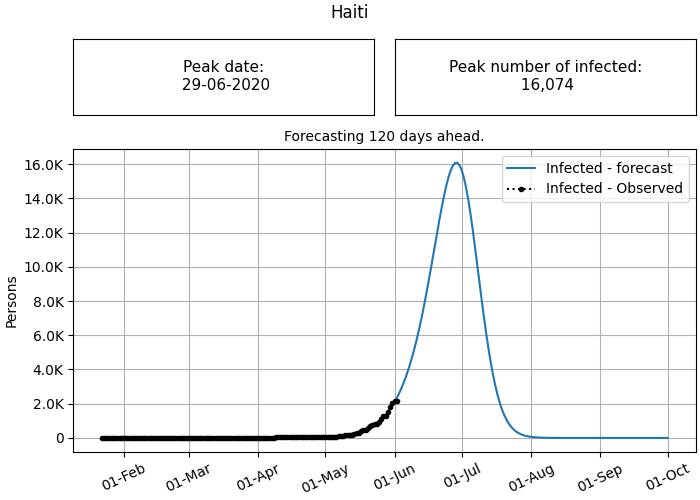 Haiti
Peak date:
29-06-2020
Peak number of infected:
16,074
Forecasting 120 days ahead.
Infected - forecast
Infected - Observed
Persons
16.0K
14.0K
12.0K
10.0K
8.0K
6.0K
4.0K
2.0K
0
01-Feb
01-Mar
01-Apr
01-May
01-Jun
01-Jul
01-Aug
01-Sep
01-Oct